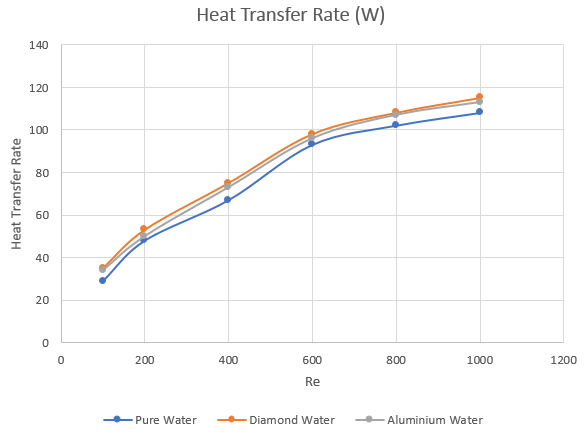 Heat Transfer Rate (W)
140
120
100
80
60
40
20
0
Heat Transfer Rate
0 200 400 600 800 1000 1200
Re
Pure Water Diamond Water Aluminium Water